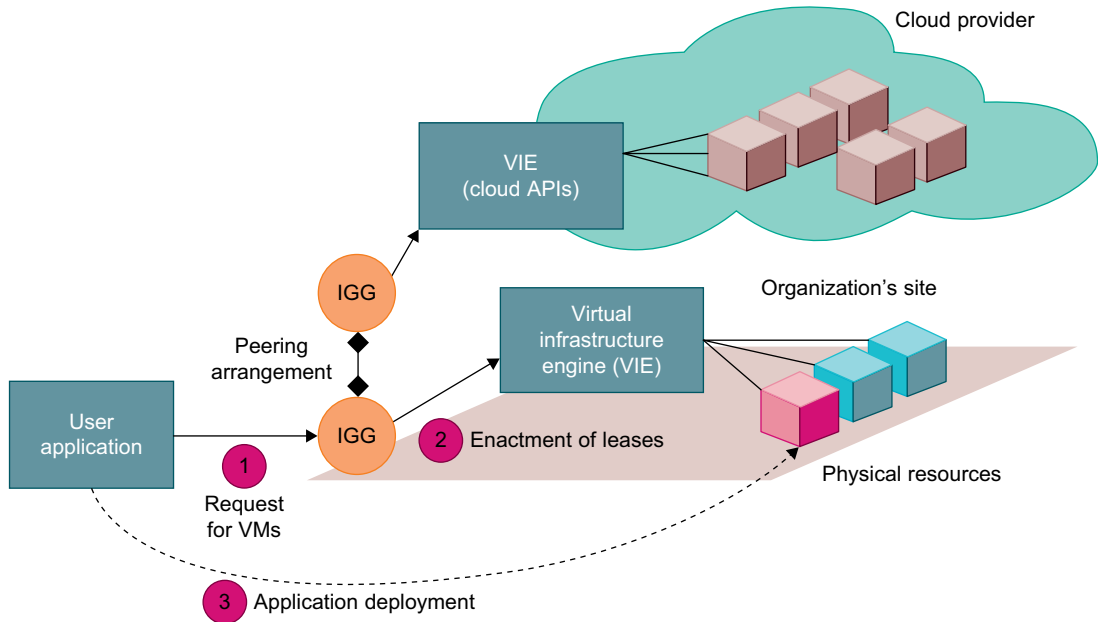 Cloud provider
VIE
(cloud APIs)
IGG
Organization's site
Virtual
infrastructure
engine (VIE)
Peering
arrangement
User
application
IGG
2 Enactment of leases
1
Request
for VMs
Physical resources
3 Application deployment